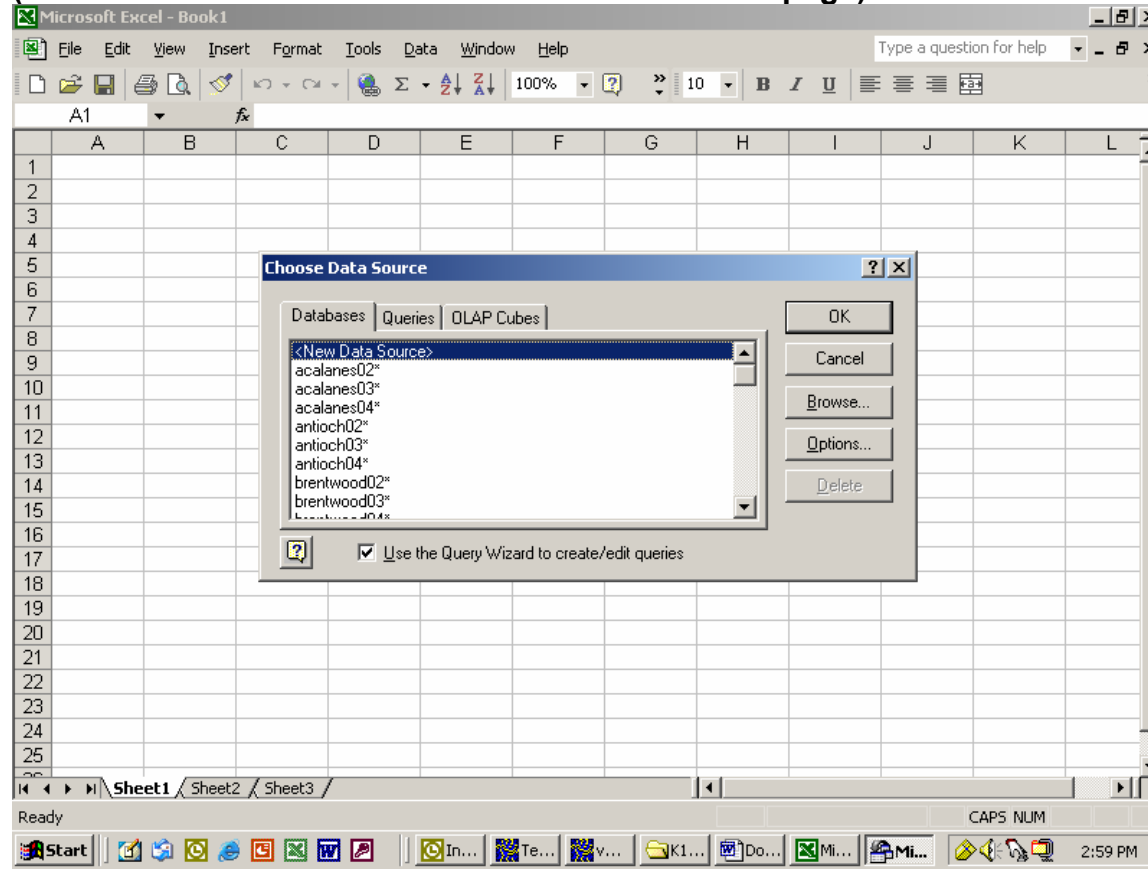 Microsoft Excel - Book1
File Edit View Insert Format Tools Data Window Help Type a question for help
100% 10 B I U
A1 fx
A B C D E F G H I J K L
1
2
3
4
5
6
7
8
9
10
11
12
13
14
15
16
17
18
19
20
21
22
23
24
25
Choose Data Source
Databases Queries OLAP Cubes
<New Data Source>
acalanes02*
acalanes03*
acalanes04*
antioch02*
antioch03*
antioch04*
brentwood02*
brentwood03*
OK
Cancel
Browse...
Options...
Delete
Use the Query Wizard to create/edit queries
Sheet1 Sheet2 Sheet3
Ready CAPS NUM
Start In... Te... v... K1... Do... Mi... Mi... 2:59 PM